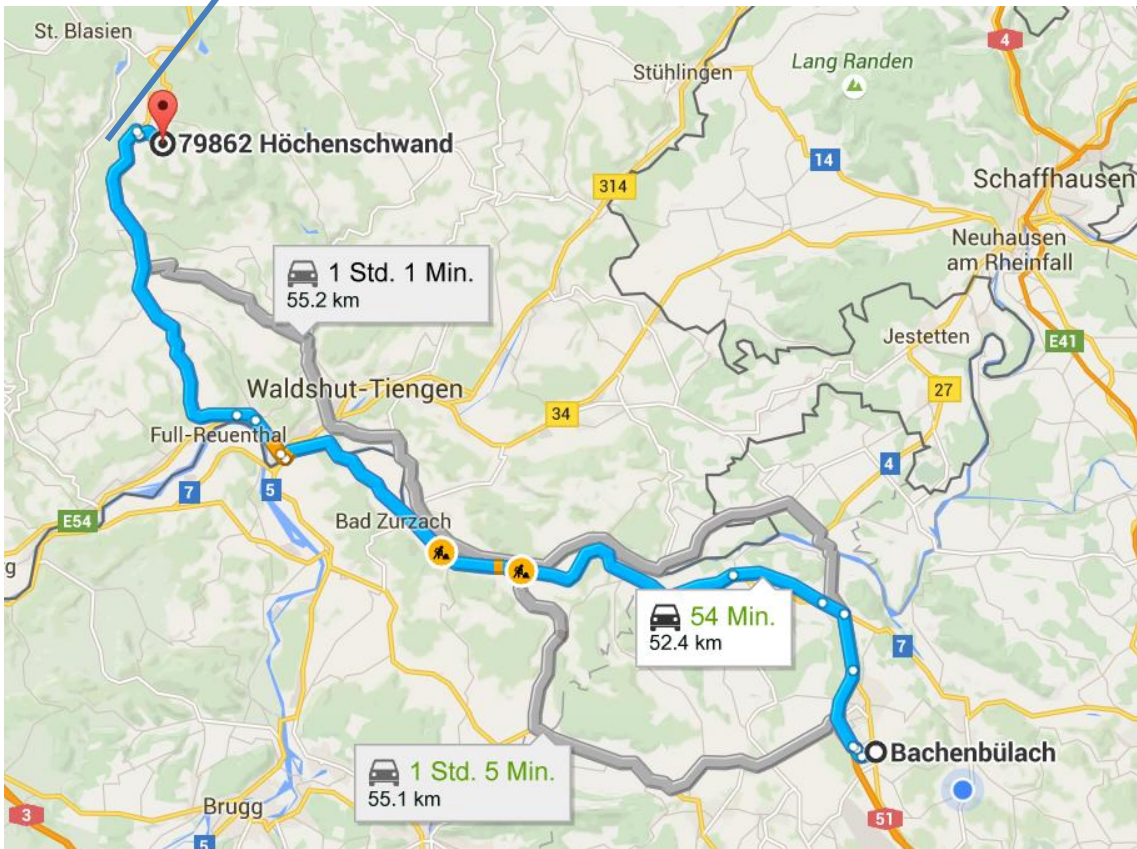 St. Blasien
4
Stühlingen
Lang Randen
79862 Höchenschwand
14
Schaffhausen
314
Neuhausen
am Rheinfall
1 Std. 1 Min.
55.2 km
Jestetten
E41
Waldshut-Tiengen
27
34
Full-Reuenthal
4
7
5
E54
Bad Zurzach
g
54 Min.
52.4 km
7
Bachenbülach
1 Std. 5 Min.
55.1 km
3
Brugg
51
5